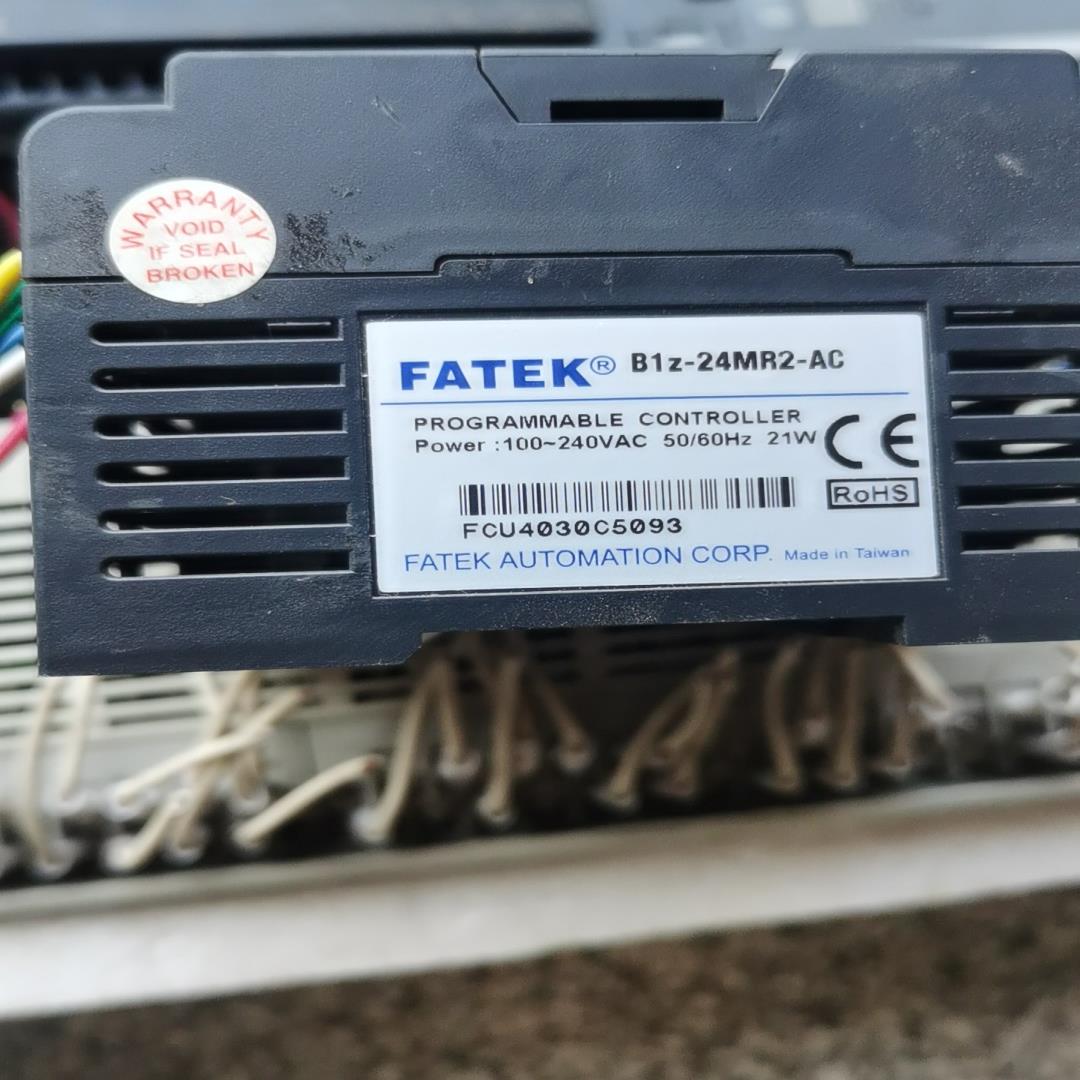 WARRANTY
VOID
IF SEAL
BROKEN
FATEK® B1z-24MR2-AC
PROGRAMMABLE CONTROLLER
Power :100~240VAC 50/60Hz 21W
CE
RoHS
FCU4030C5093
FATEK AUTOMATION CORP. Made in Taiwan